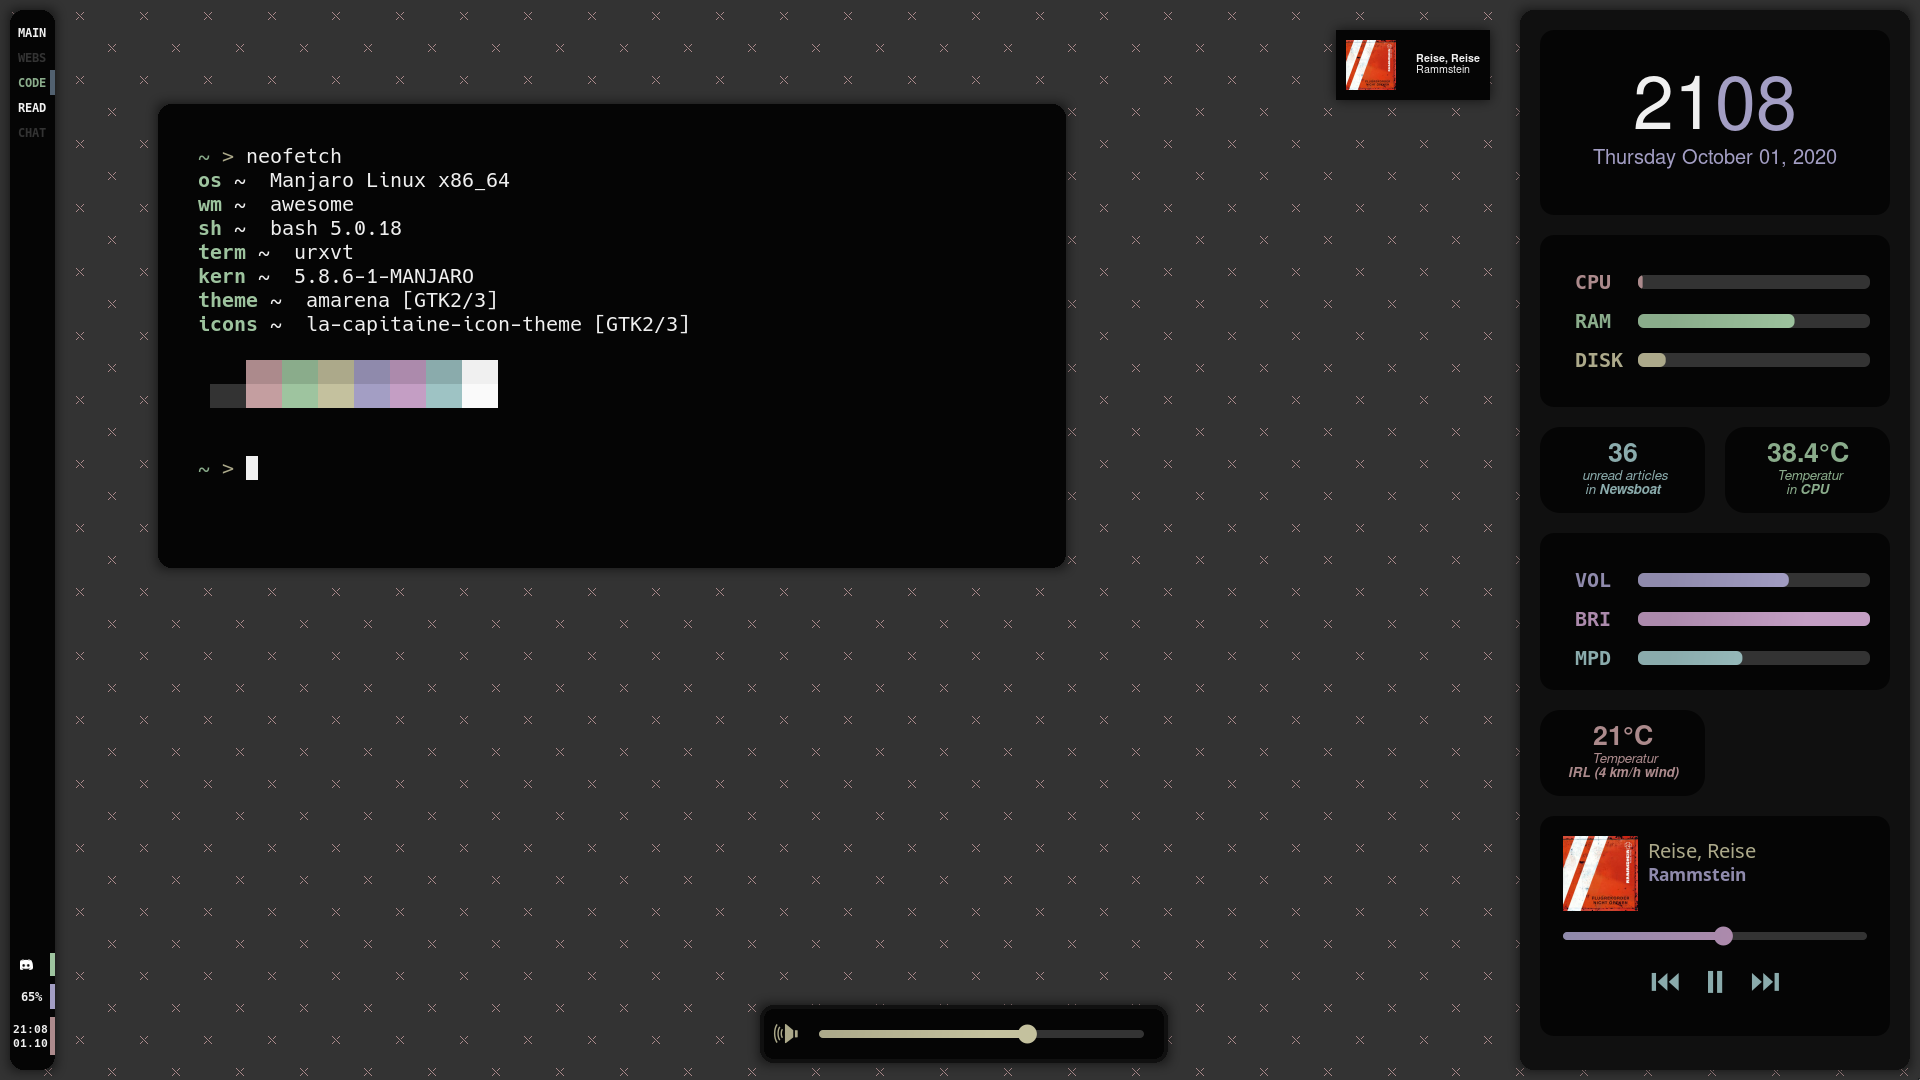 MAIN
WEBS
CODE
READ
CHAT
65%
21:08
01.10
~ > neofetch
os ~  Manjaro Linux x86_64
wm ~  awesome
sh ~  bash 5.0.18
term ~  urxvt
kern ~  5.8.6-1-MANJARO
theme ~  amarena [GTK2/3]
icons ~  la-capitaine-icon-theme [GTK2/3]
~ >
Reise, Reise
Rammstein
2108
Thursday October 01, 2020
CPU
RAM
DISK
36
unread articles
in Newsboat
38.4°C
Temperatur
in CPU
VOL
BRI
MPD
21°C
Temperatur
IRL (4 km/h wind)
Reise, Reise
Rammstein